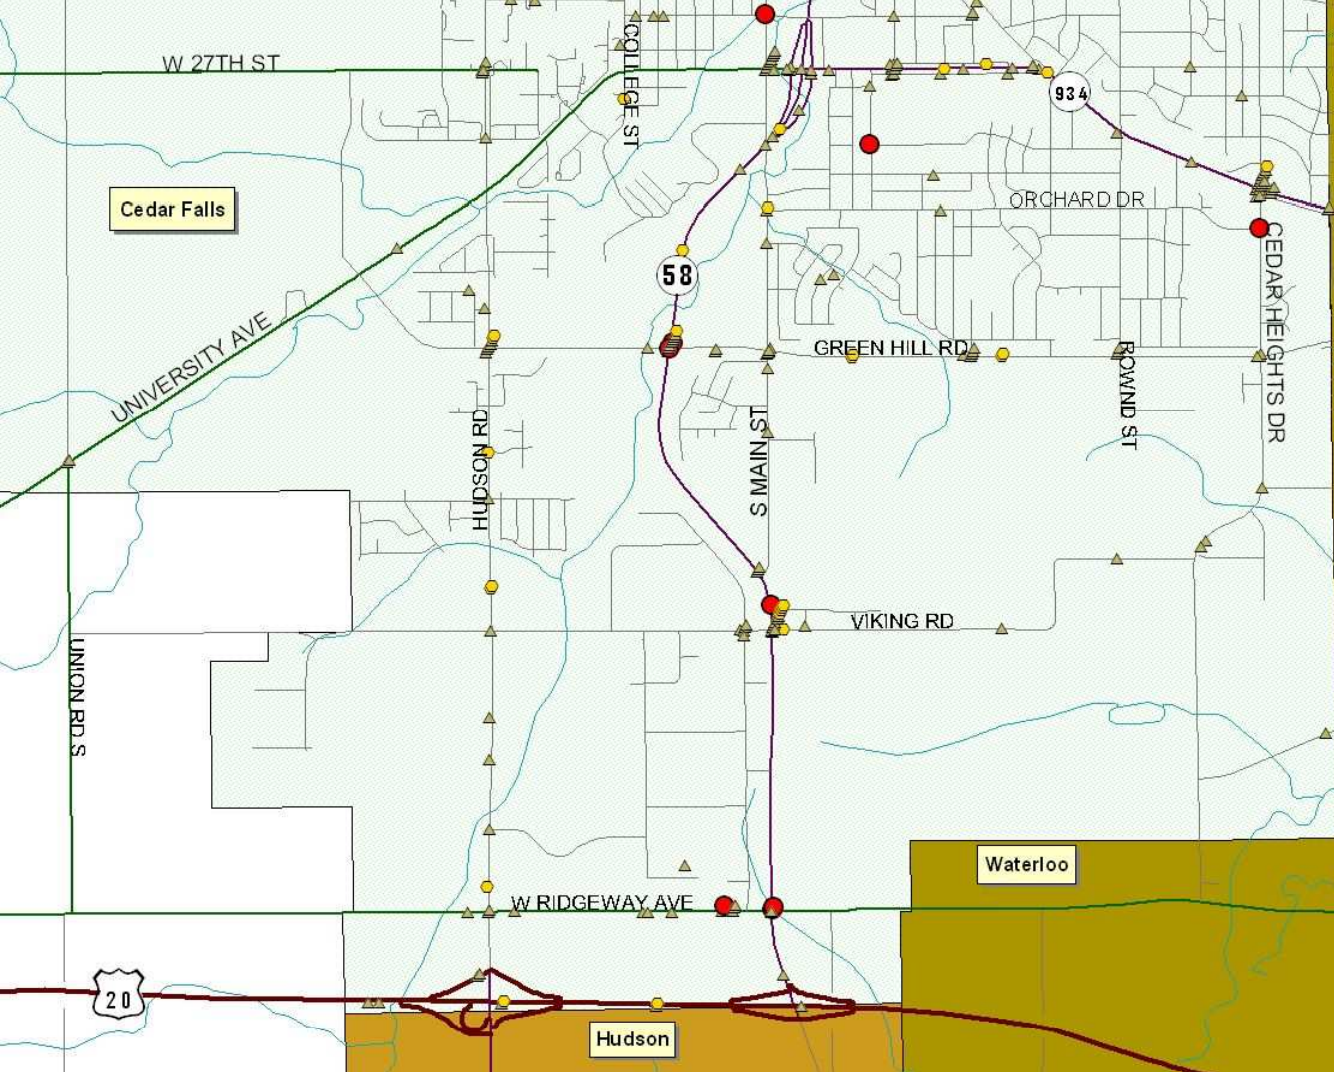 W 27TH ST
COLLEGE ST
934
Cedar Falls
ORCHARD DR
CEDAR HEIGHTS DR
58
UNIVERSITY AVE
GREEN HILL RD
ROWND ST
HUDSON RD
S MAIN ST
VIKING RD
UNION RD S
Waterloo
W RIDGEWAY AVE
20
Hudson